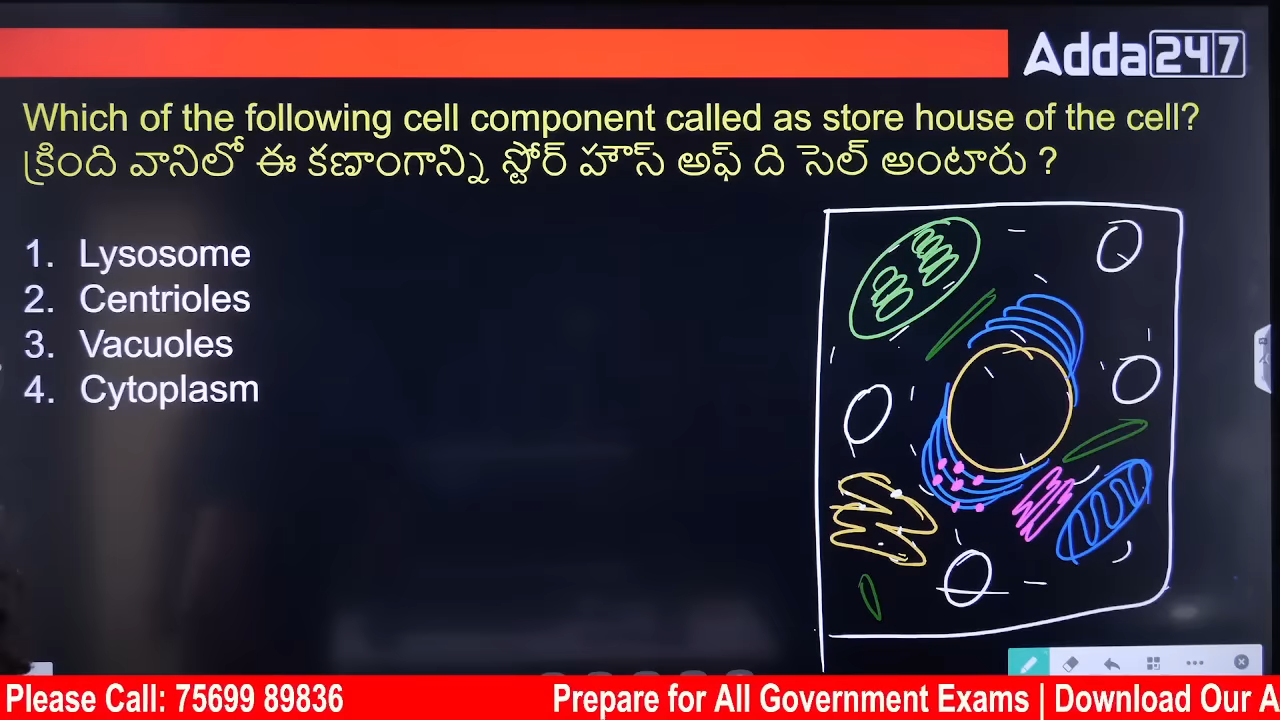 Adda247
Which of the following cell component called as store house of the cell?
క్రింది వానిలో ఈ కణాంగాన్ని స్టోర్ హౌస్ అఫ్ ది సెల్ అంటారు ?
1. Lysosome
2. Centrioles
3. Vacuoles
4. Cytoplasm
Please Call: 75699 89836 Prepare for All Government Exams | Download Our A